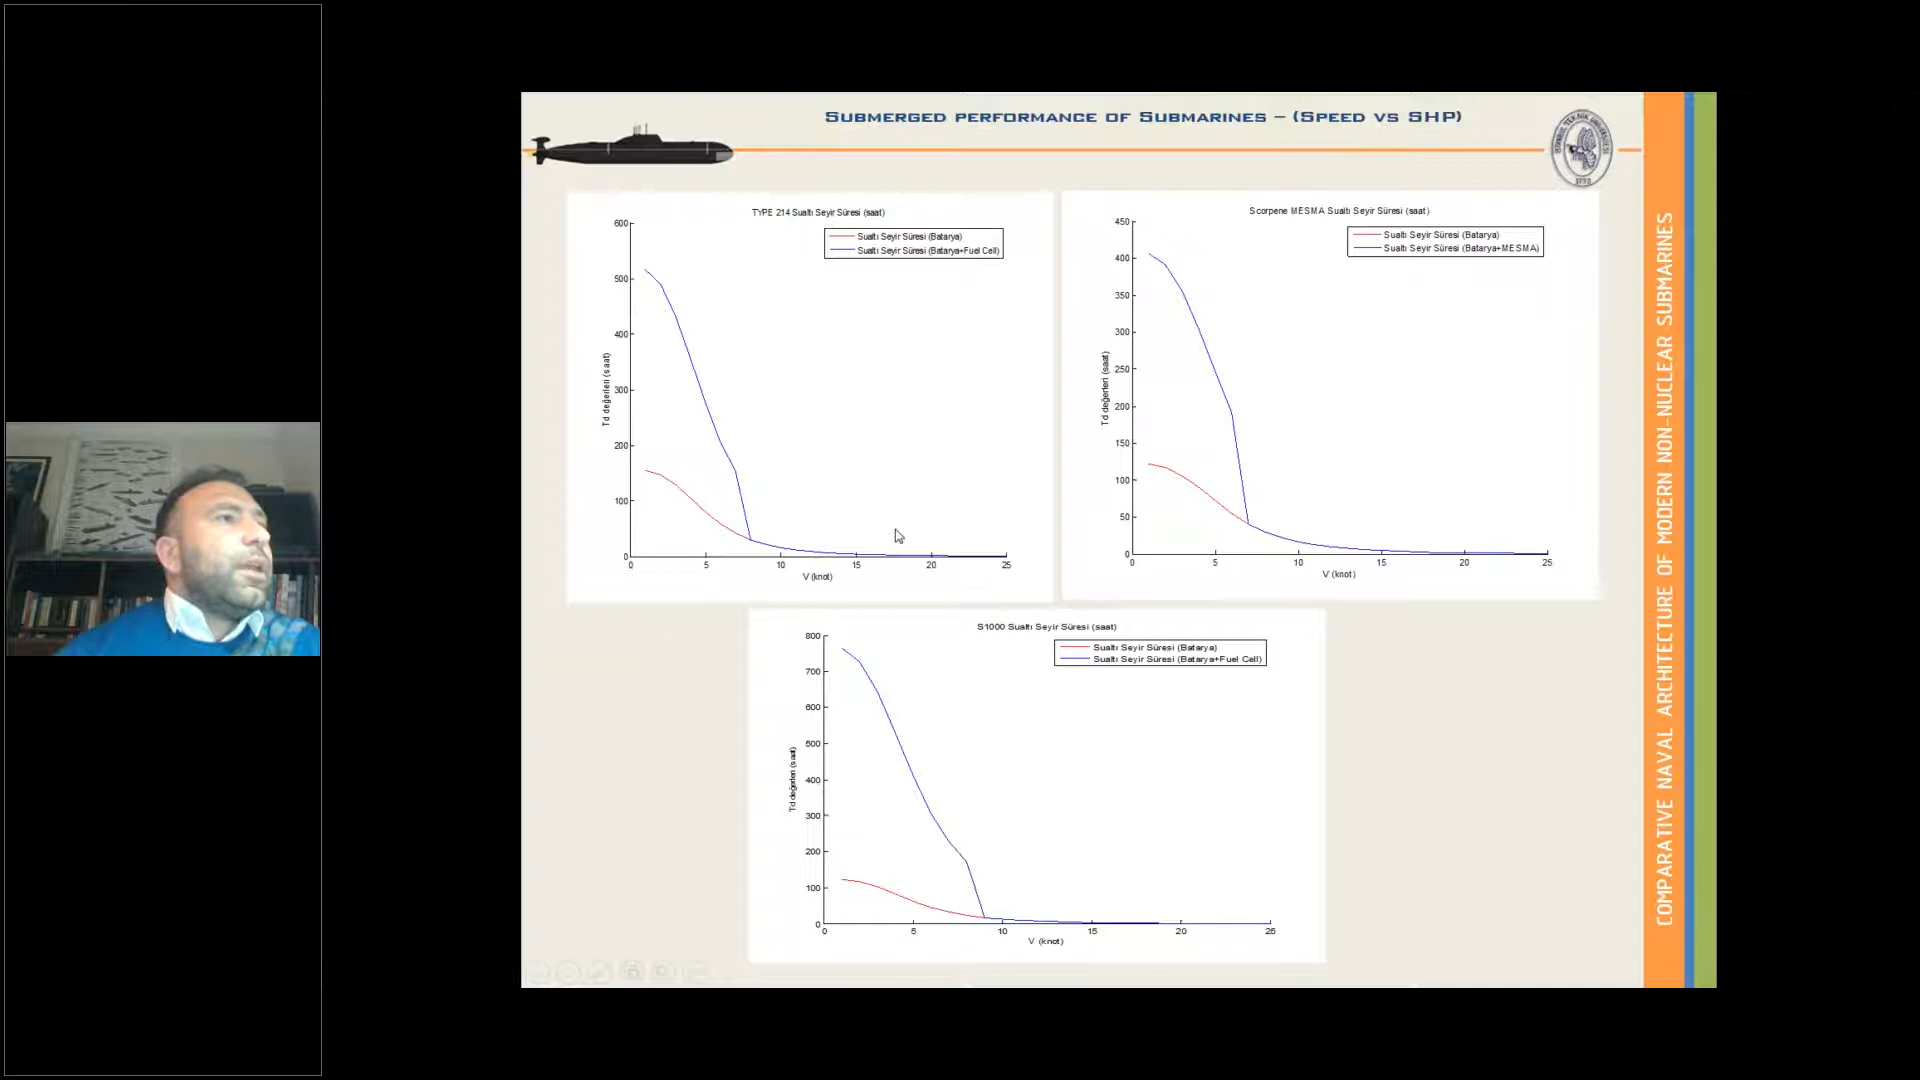 SUBMERGED PERFORMANCE OF SUBMARINES – (SPEED VS SHP)
İSTANBUL TEKNİK ÜNİVERSİTESİ
1773
COMPARATIVE NAVAL ARCHITECTURE OF MODERN NON-NUCLEAR SUBMARINES
TYPE 214 Sualtı Seyir Süresi (saat)
Sualtı Seyir Süresi (Batarya)
Sualtı Seyir Süresi (Batarya+Fuel Cell)
Td değerleri (saat)
600
500
400
300
200
100
0
0 5 10 15 20 25
V (knot)
Scorpene MESMA Sualtı Seyir Süresi (saat)
Sualtı Seyir Süresi (Batarya)
Sualtı Seyir Süresi (Batarya+MESMA)
Td değerleri (saat)
450
400
350
300
250
200
150
100
50
0
0 5 10 15 20 25
V (knot)
S1000 Sualtı Seyir Süresi (saat)
Sualtı Seyir Süresi (Batarya)
Sualtı Seyir Süresi (Batarya+Fuel Cell)
Td değerleri (saat)
800
700
600
500
400
300
200
100
0
0 5 10 15 20 25
V (knot)